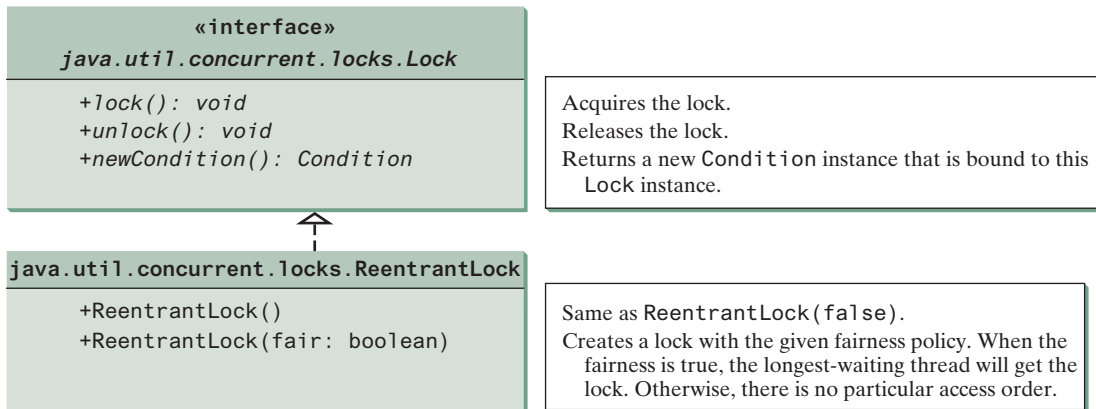 «interface»
java.util.concurrent.locks.Lock
+lock(): void
+unlock(): void
+newCondition(): Condition
Acquires the lock.
Releases the lock.
Returns a new Condition instance that is bound to this
Lock instance.
java.util.concurrent.locks.ReentrantLock
+ReentrantLock()
+ReentrantLock(fair: boolean)
Same as ReentrantLock(false).
Creates a lock with the given fairness policy. When the
fairness is true, the longest-waiting thread will get the
lock. Otherwise, there is no particular access order.